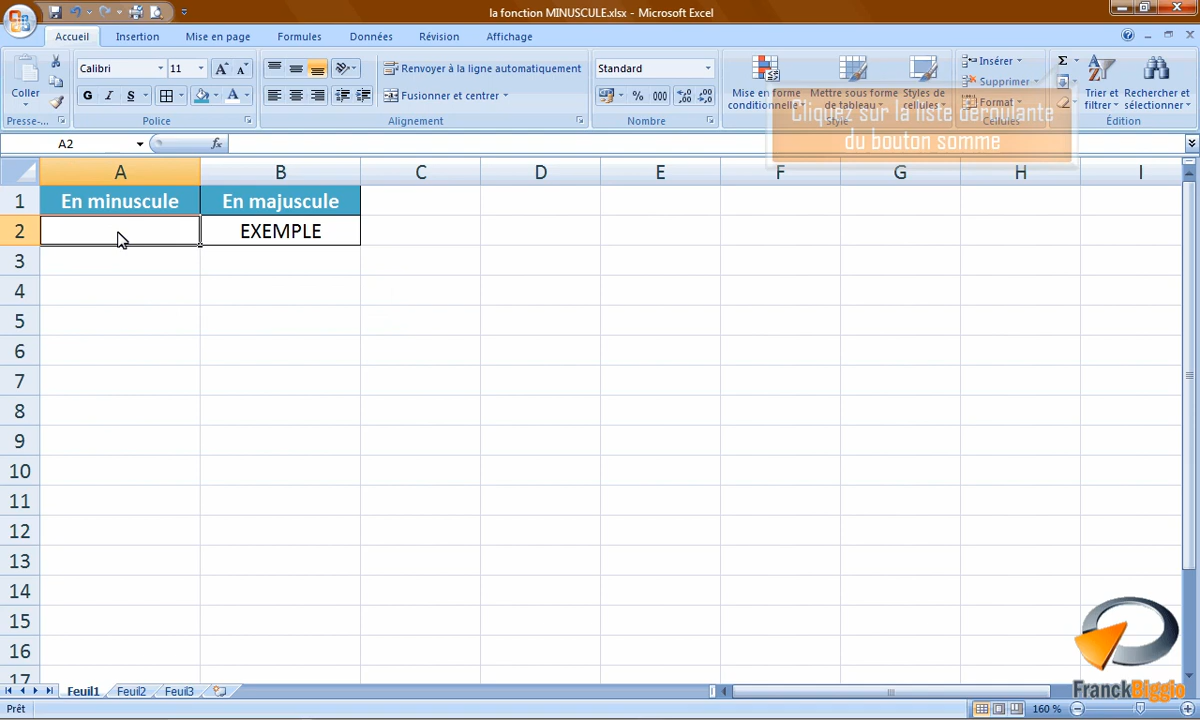 la fonction MINUSCULE.xlsx - Microsoft Excel
Accueil Insertion Mise en page Formules Données Révision Affichage
Coller
Presse-...
Calibri 11
G I S A
Police
Renvoyer à la ligne automatiquement
Fusionner et centrer
Alignement
Standard
% 000
Nombre
Mise en forme conditionnelle
Mettre sous forme de tableau
Styles de cellules
Style
Insérer
Supprimer
Format
Cellules
Σ
Trier et filtrer
Rechercher et sélectionner
Édition
Cliquez sur la liste déroulante
du bouton somme
A2 fx
A B C D E F G H I
1 En minuscule En majuscule
2 EXEMPLE
3
4
5
6
7
8
9
10
11
12
13
14
15
16
17
FranckBiggio
Feuil1 Feuil2 Feuil3
Prêt 160 %